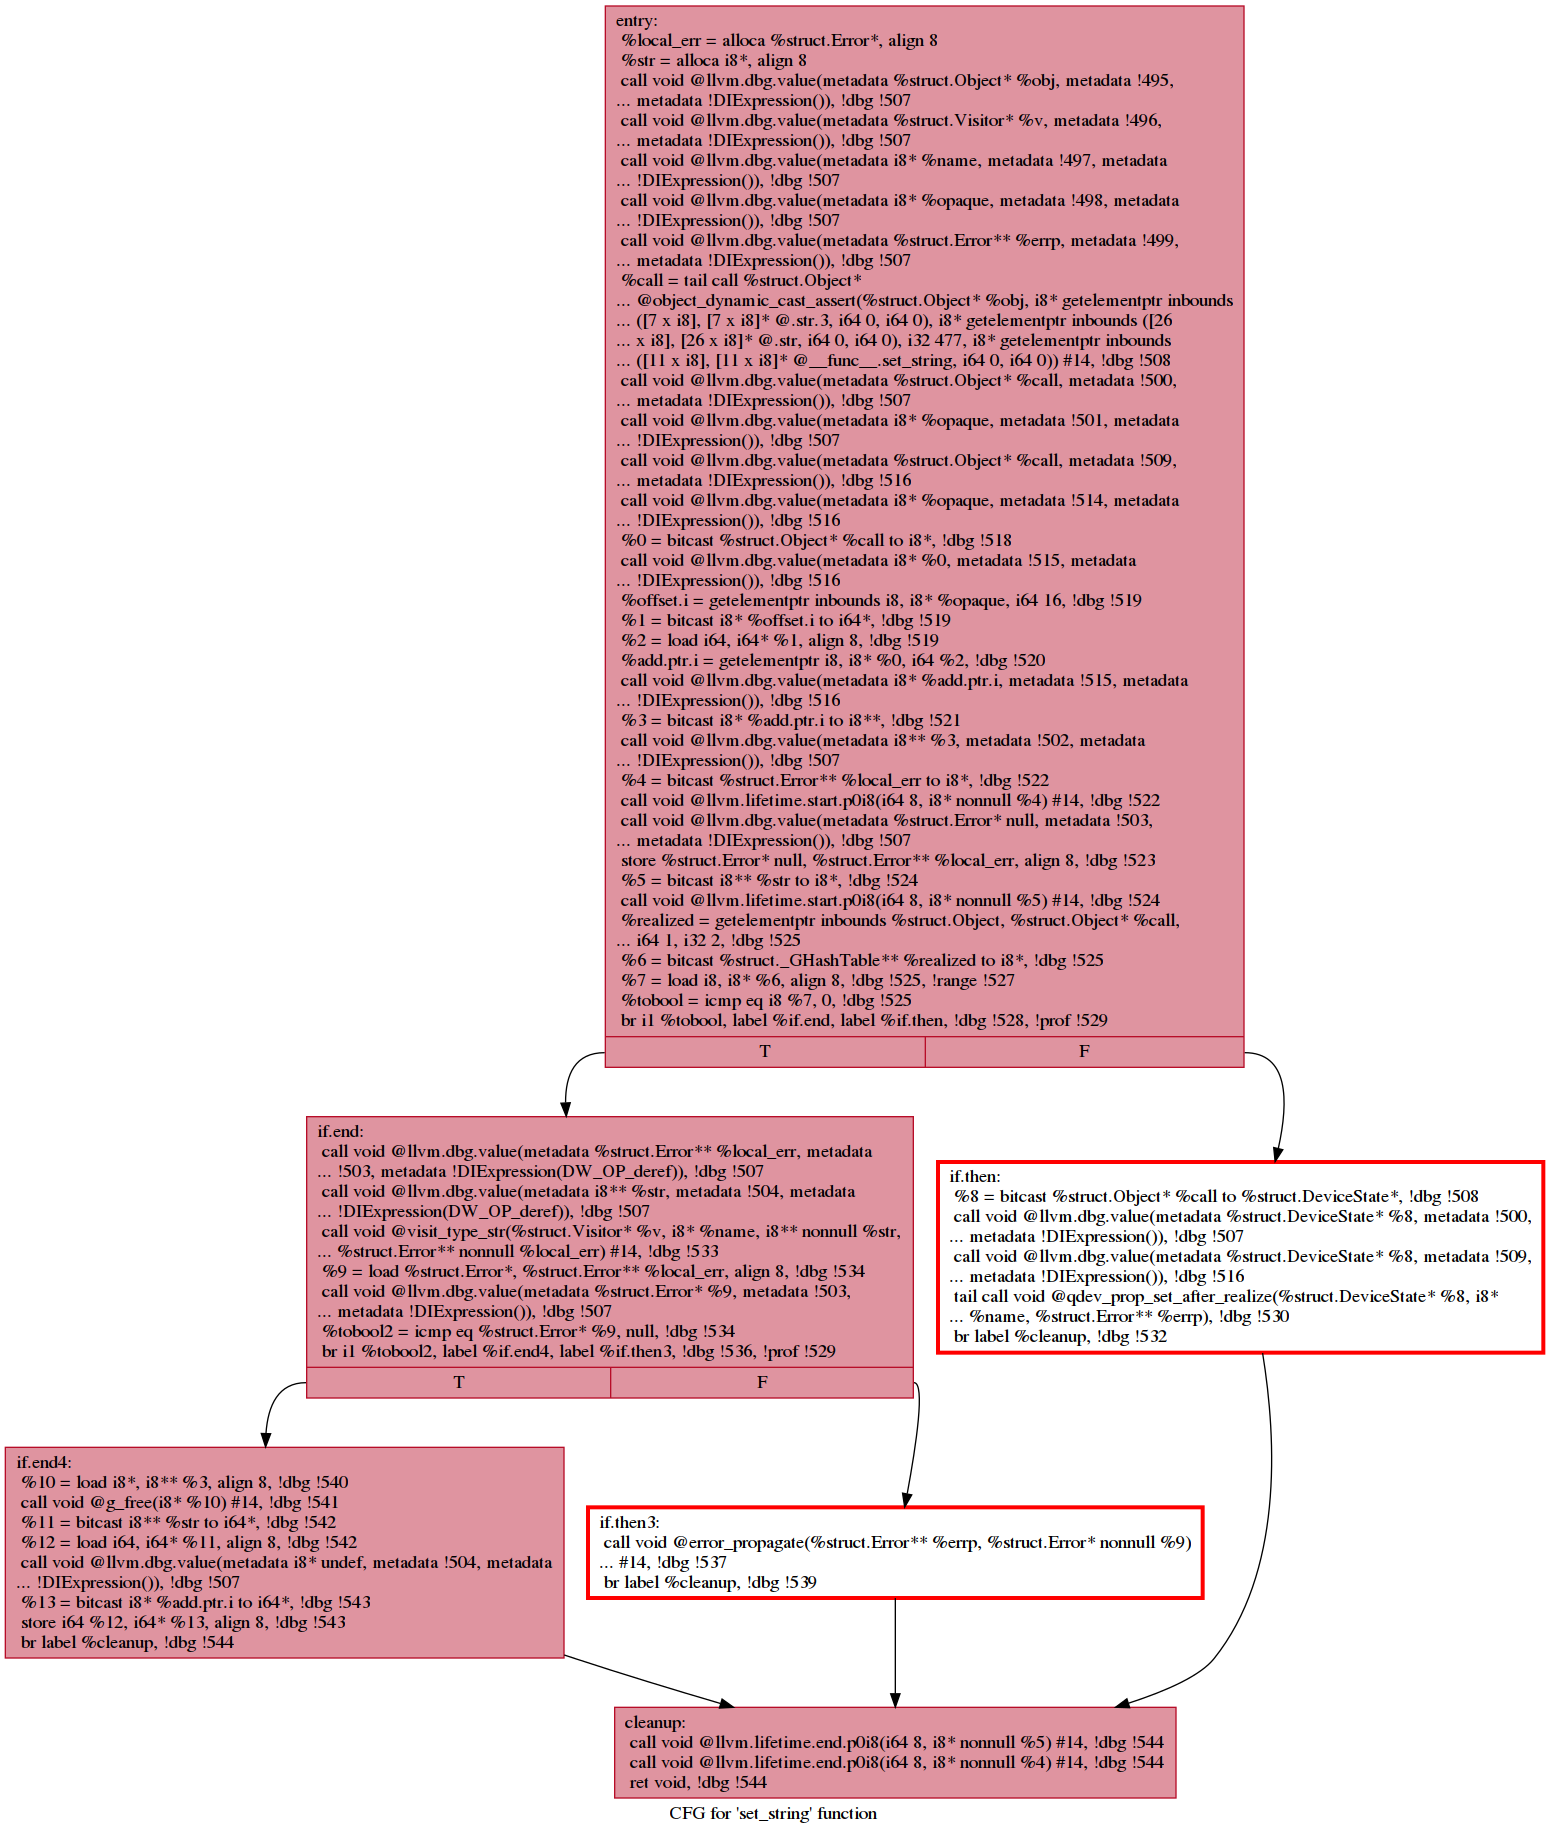 entry:
%local_err = alloca %struct.Error*, align 8
%str = alloca i8*, align 8
call void @llvm.dbg.value(metadata %struct.Object* %obj, metadata !495,
... metadata !DIExpression()), !dbg !507
call void @llvm.dbg.value(metadata %struct.Visitor* %v, metadata !496,
... metadata !DIExpression()), !dbg !507
call void @llvm.dbg.value(metadata i8* %name, metadata !497, metadata
... !DIExpression()), !dbg !507
call void @llvm.dbg.value(metadata i8* %opaque, metadata !498, metadata
... !DIExpression()), !dbg !507
call void @llvm.dbg.value(metadata %struct.Error** %errp, metadata !499,
... metadata !DIExpression()), !dbg !507
%call = tail call %struct.Object*
... @object_dynamic_cast_assert(%struct.Object* %obj, i8* getelementptr inbounds
... ([7 x i8], [7 x i8]* @.str.3, i64 0, i64 0), i8* getelementptr inbounds ([26
... x i8], [26 x i8]* @.str, i64 0, i64 0), i32 477, i8* getelementptr inbounds
... ([11 x i8], [11 x i8]* @__func__.set_string, i64 0, i64 0)) #14, !dbg !508
call void @llvm.dbg.value(metadata %struct.Object* %call, metadata !500,
... metadata !DIExpression()), !dbg !507
call void @llvm.dbg.value(metadata i8* %opaque, metadata !501, metadata
... !DIExpression()), !dbg !507
call void @llvm.dbg.value(metadata %struct.Object* %call, metadata !509,
... metadata !DIExpression()), !dbg !516
call void @llvm.dbg.value(metadata i8* %opaque, metadata !514, metadata
... !DIExpression()), !dbg !516
%0 = bitcast %struct.Object* %call to i8*, !dbg !518
call void @llvm.dbg.value(metadata i8* %0, metadata !515, metadata
... !DIExpression()), !dbg !516
%offset.i = getelementptr inbounds i8, i8* %opaque, i64 16, !dbg !519
%1 = bitcast i8* %offset.i to i64*, !dbg !519
%2 = load i64, i64* %1, align 8, !dbg !519
%add.ptr.i = getelementptr i8, i8* %0, i64 %2, !dbg !520
call void @llvm.dbg.value(metadata i8* %add.ptr.i, metadata !515, metadata
... !DIExpression()), !dbg !516
%3 = bitcast i8* %add.ptr.i to i8**, !dbg !521
call void @llvm.dbg.value(metadata i8** %3, metadata !502, metadata
... !DIExpression()), !dbg !507
%4 = bitcast %struct.Error** %local_err to i8*, !dbg !522
call void @llvm.lifetime.start.p0i8(i64 8, i8* nonnull %4) #14, !dbg !522
call void @llvm.dbg.value(metadata %struct.Error* null, metadata !503,
... metadata !DIExpression()), !dbg !507
store %struct.Error* null, %struct.Error** %local_err, align 8, !dbg !523
%5 = bitcast i8** %str to i8*, !dbg !524
call void @llvm.lifetime.start.p0i8(i64 8, i8* nonnull %5) #14, !dbg !524
%realized = getelementptr inbounds %struct.Object, %struct.Object* %call,
... i64 1, i32 2, !dbg !525
%6 = bitcast %struct._GHashTable** %realized to i8*, !dbg !525
%7 = load i8, i8* %6, align 8, !dbg !525, !range !527
%tobool = icmp eq i8 %7, 0, !dbg !525
br i1 %tobool, label %if.end, label %if.then, !dbg !528, !prof !529
T F
if.end:
call void @llvm.dbg.value(metadata %struct.Error** %local_err, metadata
... !503, metadata !DIExpression(DW_OP_deref)), !dbg !507
call void @llvm.dbg.value(metadata i8** %str, metadata !504, metadata
... !DIExpression(DW_OP_deref)), !dbg !507
call void @visit_type_str(%struct.Visitor* %v, i8* %name, i8** nonnull %str,
... %struct.Error** nonnull %local_err) #14, !dbg !533
%9 = load %struct.Error*, %struct.Error** %local_err, align 8, !dbg !534
call void @llvm.dbg.value(metadata %struct.Error* %9, metadata !503,
... metadata !DIExpression()), !dbg !507
%tobool2 = icmp eq %struct.Error* %9, null, !dbg !534
br i1 %tobool2, label %if.end4, label %if.then3, !dbg !536, !prof !529
T F
if.then:
%8 = bitcast %struct.Object* %call to %struct.DeviceState*, !dbg !508
call void @llvm.dbg.value(metadata %struct.DeviceState* %8, metadata !500,
... metadata !DIExpression()), !dbg !507
call void @llvm.dbg.value(metadata %struct.DeviceState* %8, metadata !509,
... metadata !DIExpression()), !dbg !516
tail call void @qdev_prop_set_after_realize(%struct.DeviceState* %8, i8*
... %name, %struct.Error** %errp), !dbg !530
br label %cleanup, !dbg !532
if.end4:
%10 = load i8*, i8** %3, align 8, !dbg !540
call void @g_free(i8* %10) #14, !dbg !541
%11 = bitcast i8** %str to i64*, !dbg !542
%12 = load i64, i64* %11, align 8, !dbg !542
call void @llvm.dbg.value(metadata i8* undef, metadata !504, metadata
... !DIExpression()), !dbg !507
%13 = bitcast i8* %add.ptr.i to i64*, !dbg !543
store i64 %12, i64* %13, align 8, !dbg !543
br label %cleanup, !dbg !544
if.then3:
call void @error_propagate(%struct.Error** %errp, %struct.Error* nonnull %9)
... #14, !dbg !537
br label %cleanup, !dbg !539
cleanup:
call void @llvm.lifetime.end.p0i8(i64 8, i8* nonnull %5) #14, !dbg !544
call void @llvm.lifetime.end.p0i8(i64 8, i8* nonnull %4) #14, !dbg !544
ret void, !dbg !544
CFG for 'set_string' function